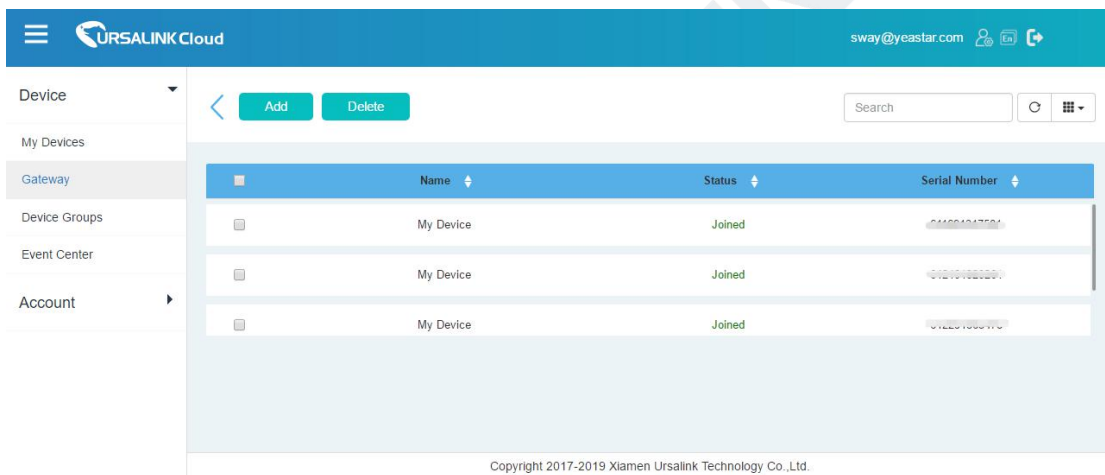 URSALINK Cloud
sway@yeastar.com
En
Device
Add
Delete
Search
My Devices
Gateway
Name
Status
Serial Number
Device Groups
My Device
Joined
Event Center
My Device
Joined
Account
My Device
Joined
Copyright 2017-2019 Xiamen Ursalink Technology Co.,Ltd.